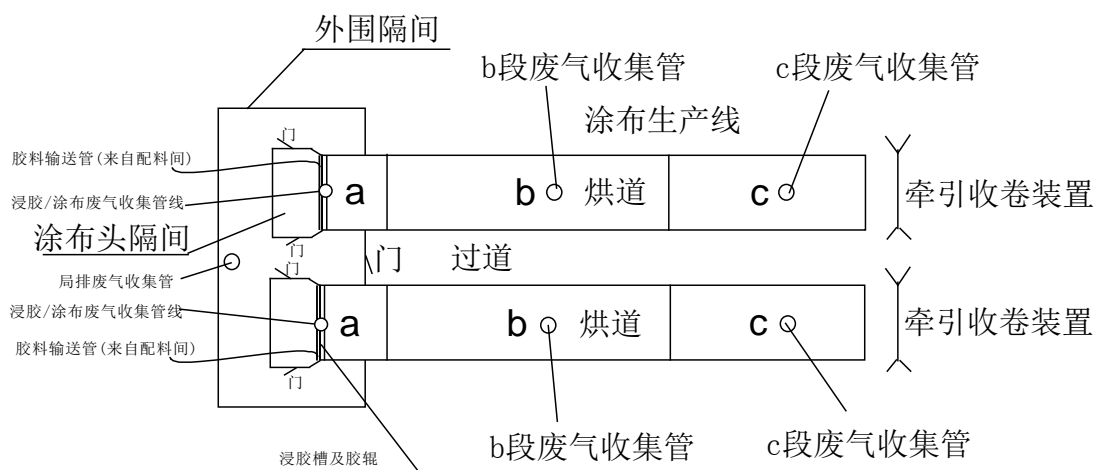 外围隔间
b段废气收集管
c段废气收集管
涂布生产线
门
胶料输送管(来自配料间)
浸胶/涂布废气收集管线
a
b
烘道
c
牵引收卷装置
涂布头隔间
门
门
过道
门
局排废气收集管
浸胶/涂布废气收集管线
a
b
烘道
c
牵引收卷装置
胶料输送管(来自配料间)
门
浸胶槽及胶辊
b段废气收集管
c段废气收集管